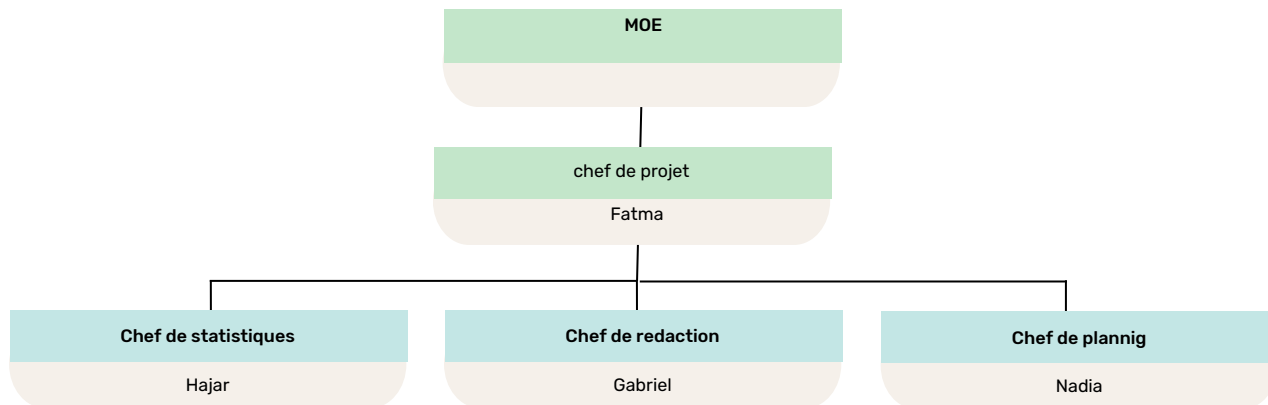 MOE
chef de projet
Fatma
Chef de statistiques
Hajar
Chef de redaction
Gabriel
Chef de plannig
Nadia